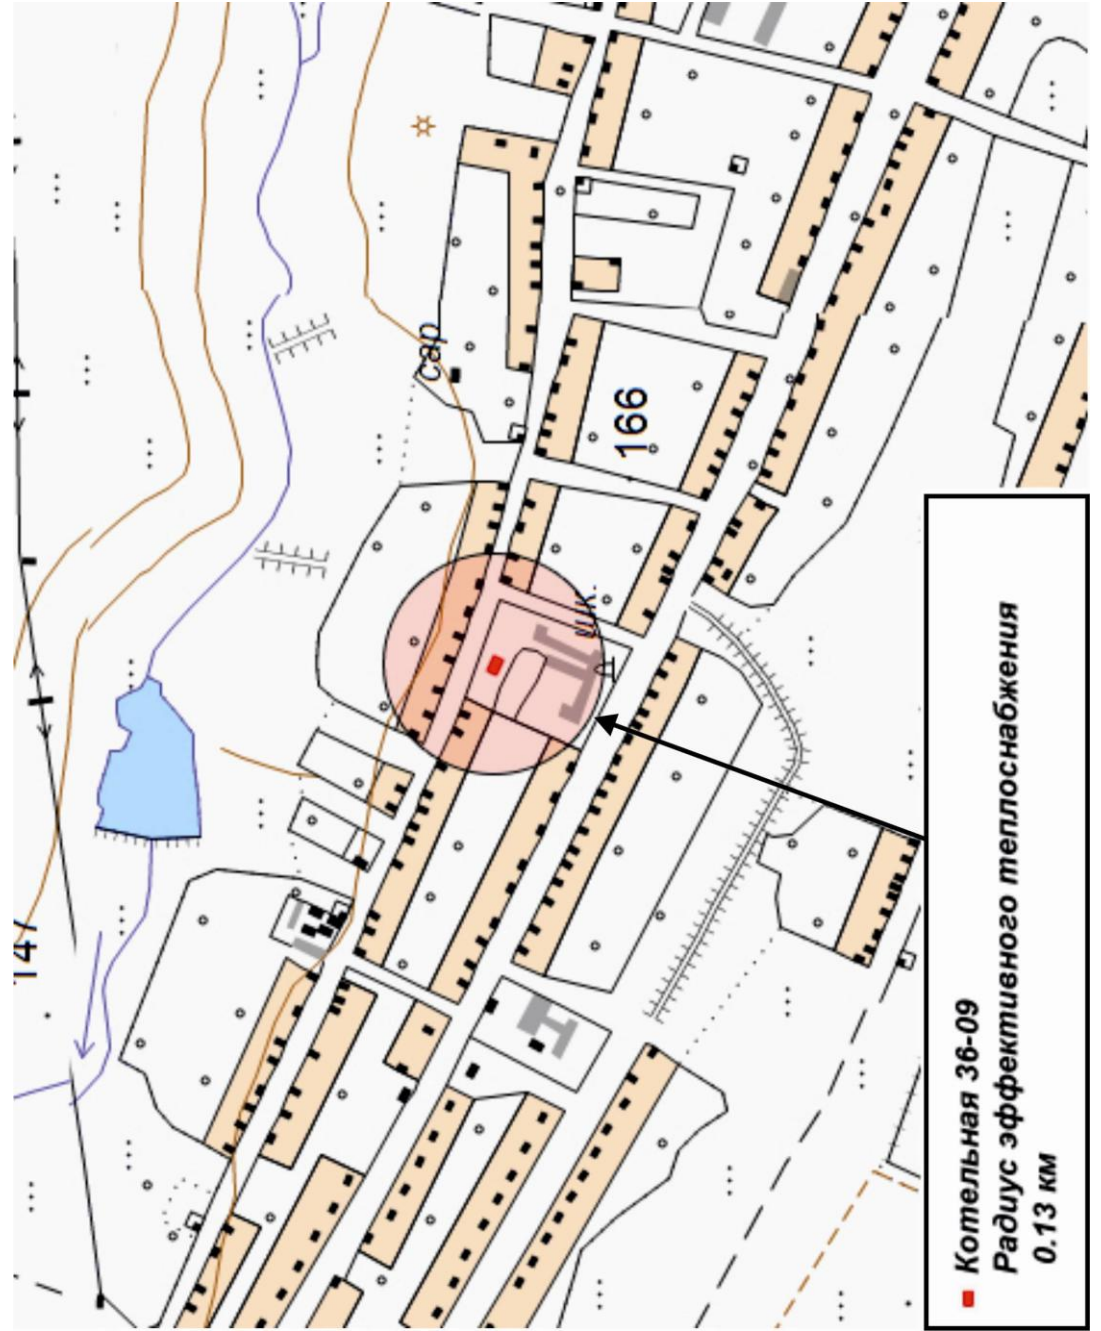 сар
166
шк.
147
Котельная 36-09
Радиус эффективного теплоснабжения
0.13 км